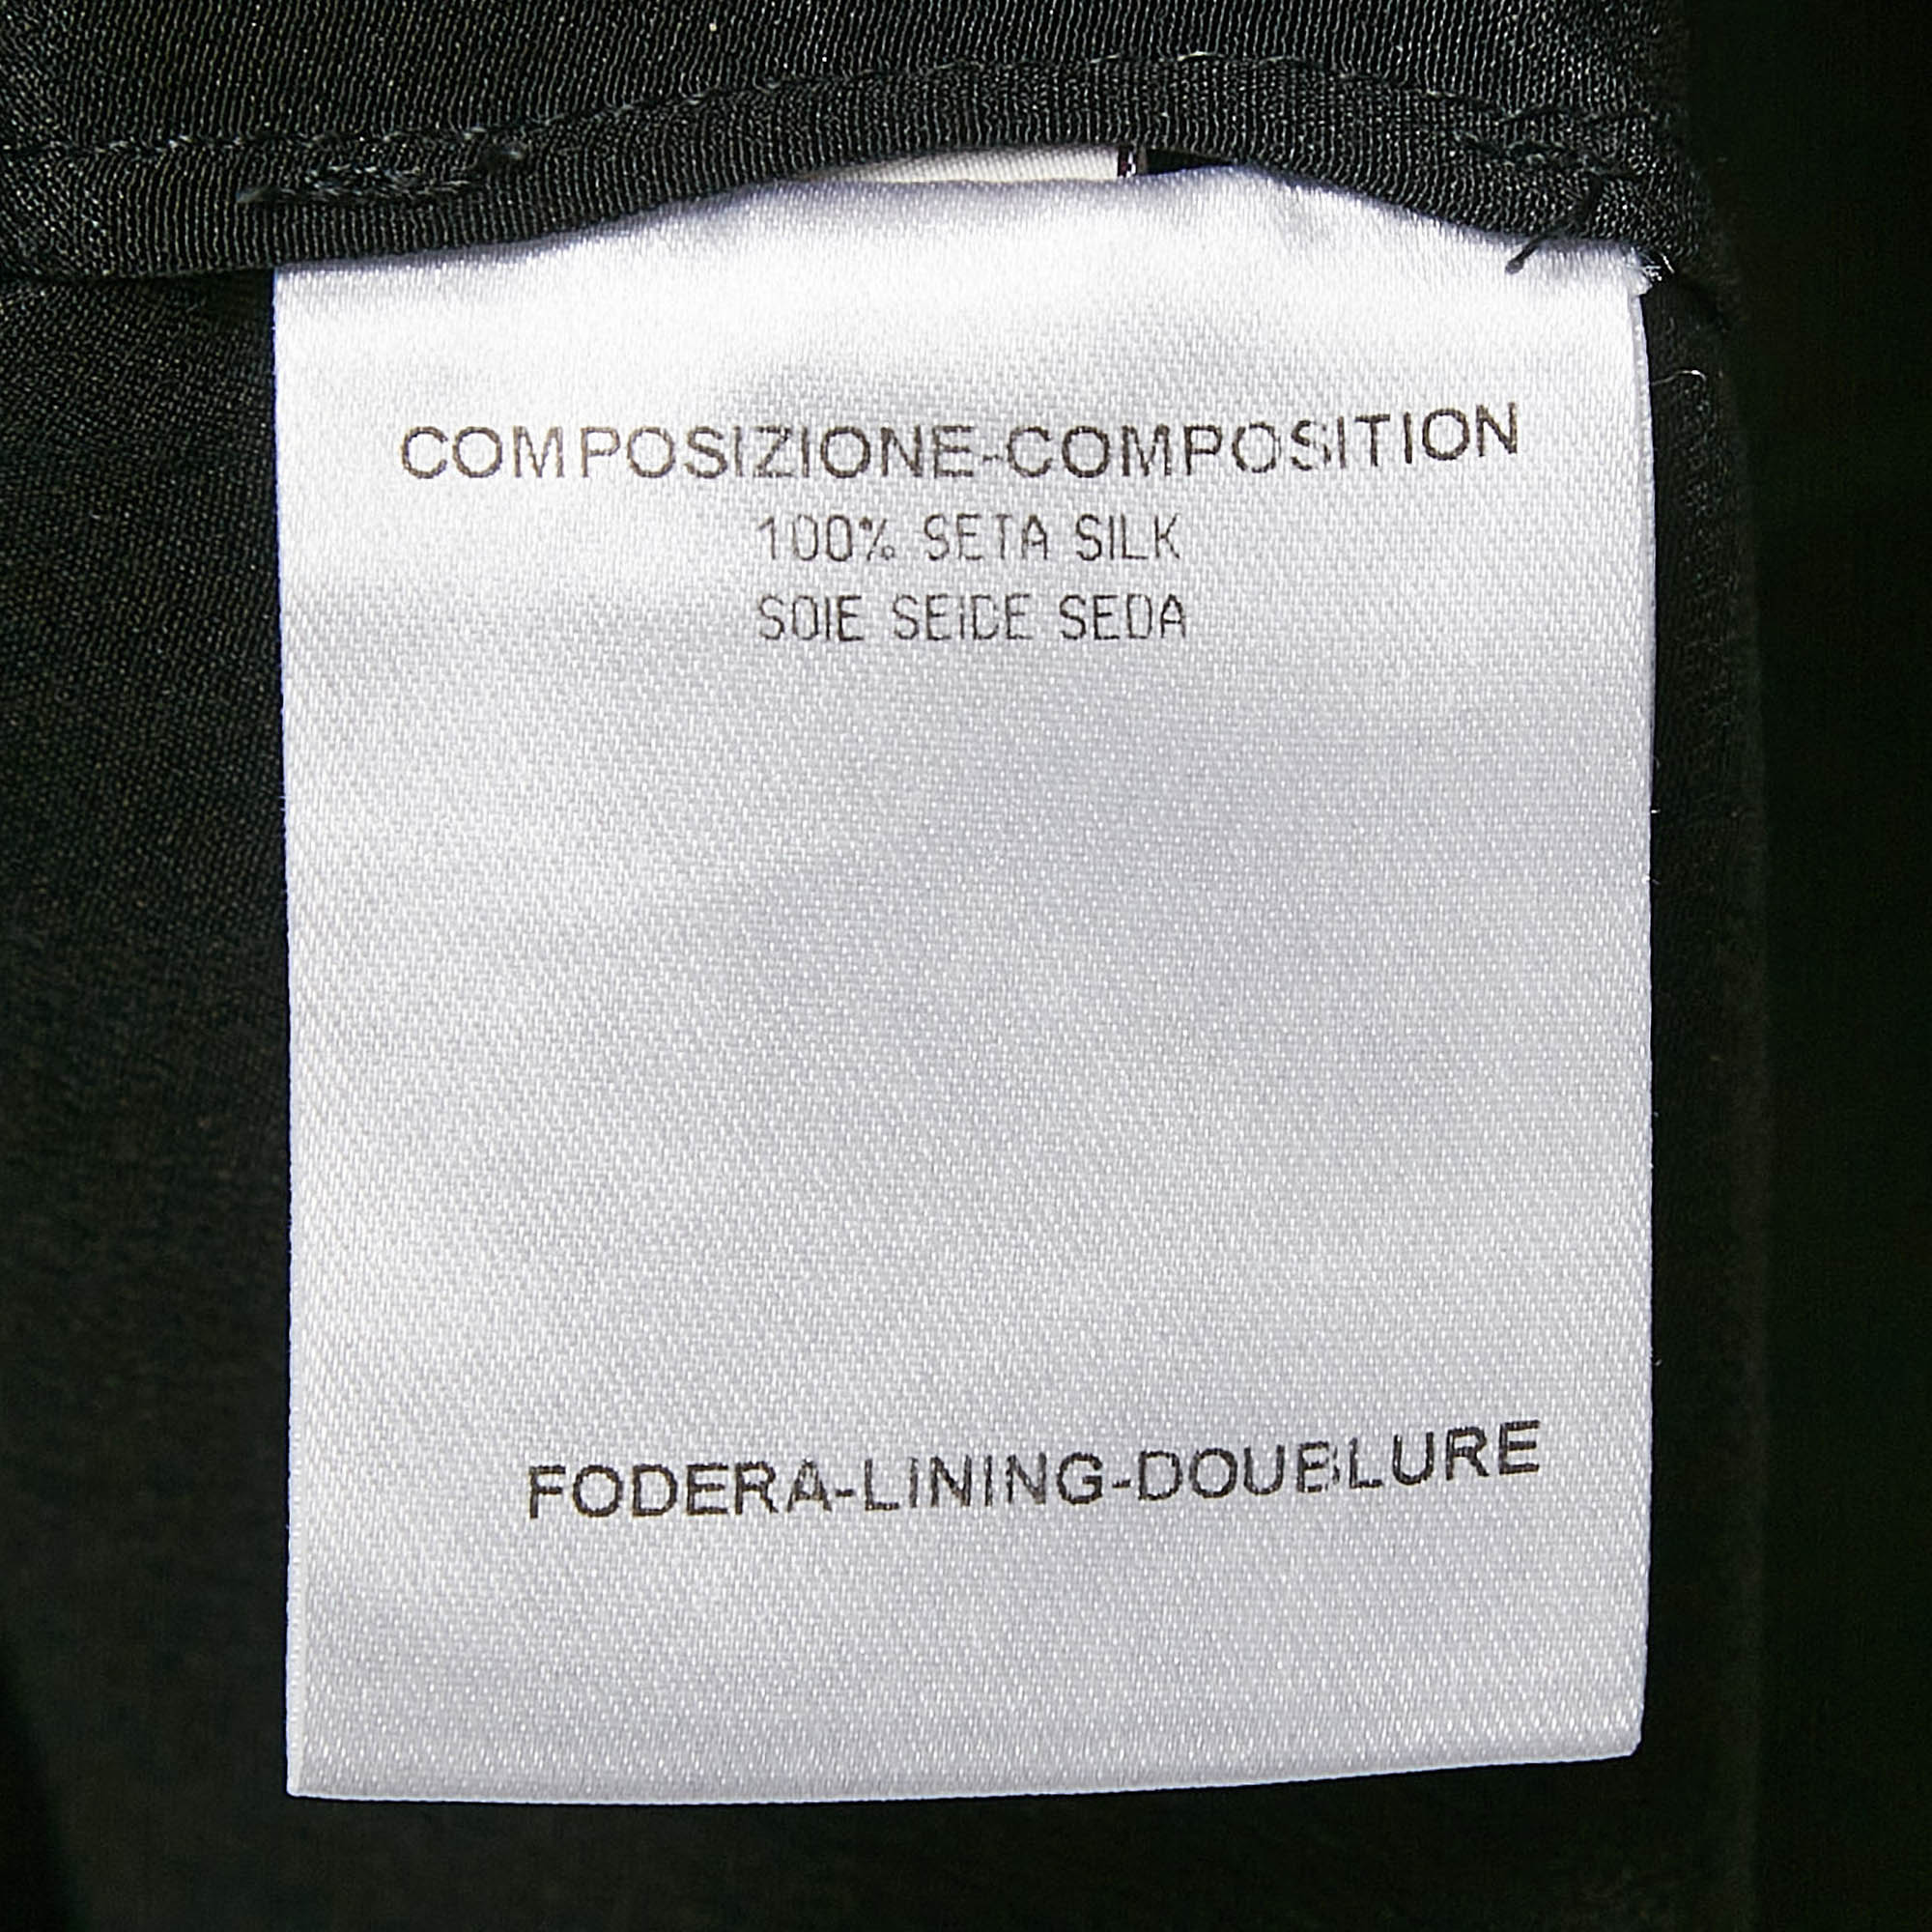 COMPOSIZIONE-COMPOSITION
100% SETA SILK
SOIE SEIDE SEDA
FODERA-LINING-DOUBLURE